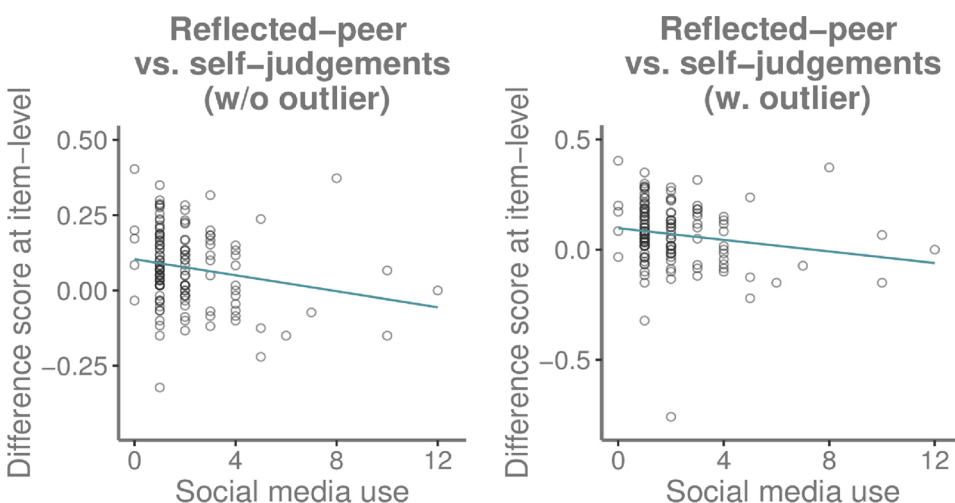 Reflected−peer
vs. self−judgements
(w/o outlier)
Difference score at item−level
0.50
0.25
0.00
−0.25
0 4 8 12
Social media use
Reflected−peer
vs. self−judgements
(w. outlier)
Difference score at item−level
0.5
0.0
−0.5
0 4 8 12
Social media use